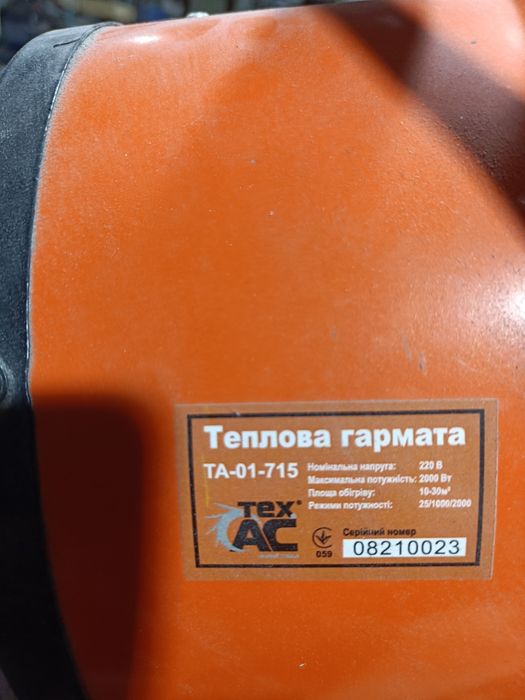 Теплова гармата
ТА-01-715
Номінальна напруга: 220 В
Максимальна потужність: 2000 Вт
Площа обігріву: 10-30м²
Режими потужності: 25/1000/2000
Тех®
АС
059
Серійний номер
08210023